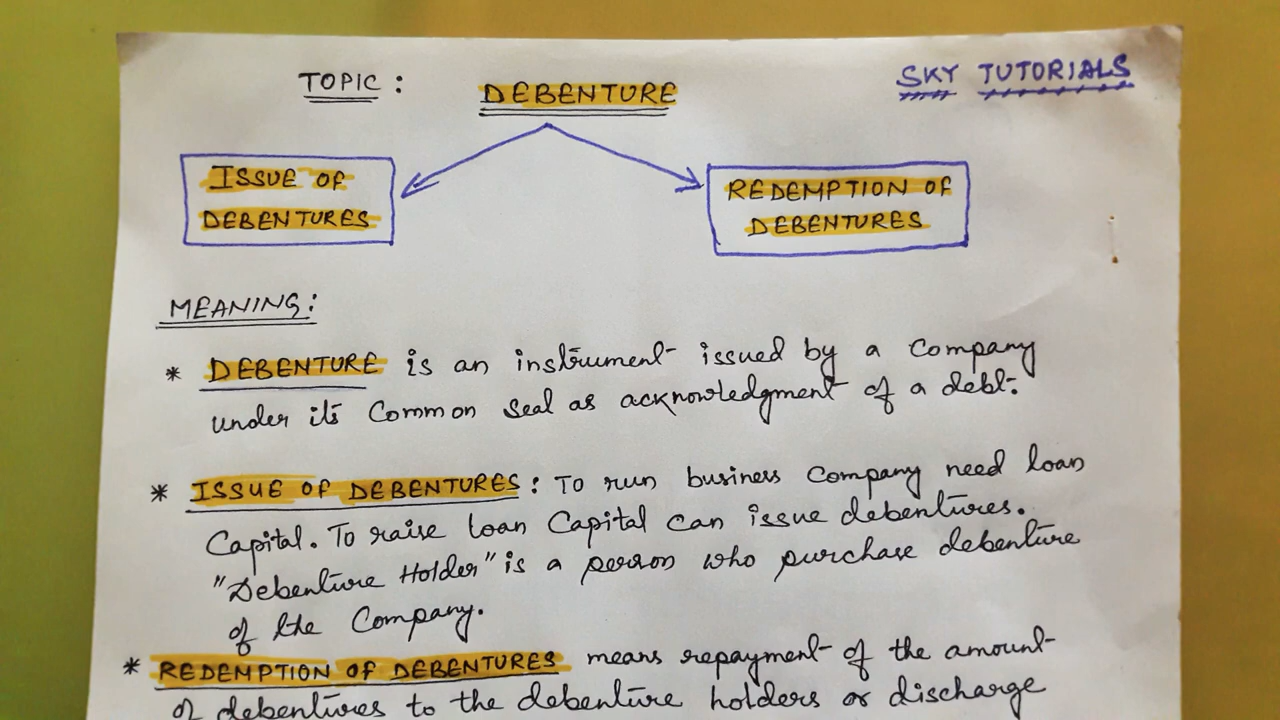 TOPIC :
DEBENTURE
SKY TUTORIALS
ISSUE OF
DEBENTURES
REDEMPTION OF
DEBENTURES
MEANING:
* DEBENTURE is an instrument issued by a Company
under its Common Seal as acknowledgment of a debt.
* ISSUE OF DEBENTURES : To run business Company need loan
Capital. To raise loan Capital can issue debentures.
"Debenture Holder" is a person who purchase debenture
of the Company.
* REDEMPTION OF DEBENTURES means repayment of the amount
of debentures to the debenture holders or discharge